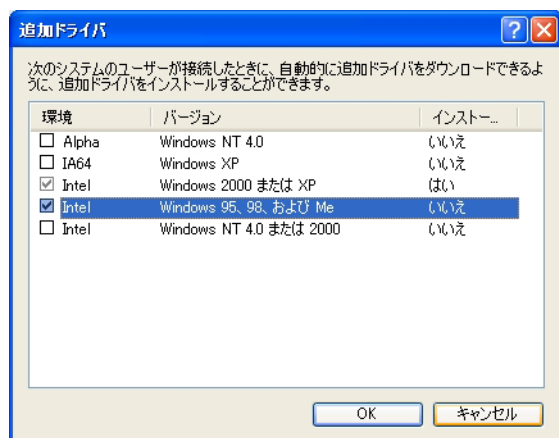 追加ドライバ
次のシステムのユーザーが接続したときに、自動的に追加ドライバをダウンロードできるよ
うに、追加ドライバをインストールすることができます。
環境 バージョン インストー...
Alpha Windows NT 4.0 いいえ
IA64 Windows XP いいえ
Intel Windows 2000 または XP はい
Intel Windows 95、98、および Me いいえ
Intel Windows NT 4.0 または 2000 いいえ
OK キャンセル